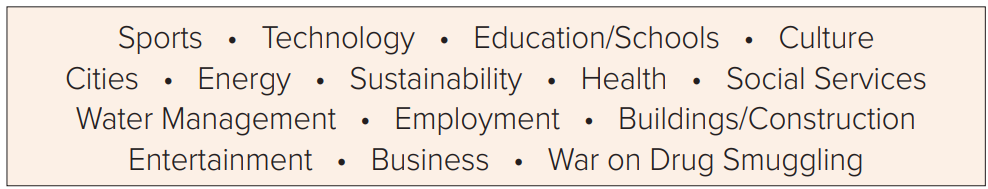 Sports • Technology • Education/Schools • Culture
Cities • Energy • Sustainability • Health • Social Services
Water Management • Employment • Buildings/Construction
Entertainment • Business • War on Drug Smuggling